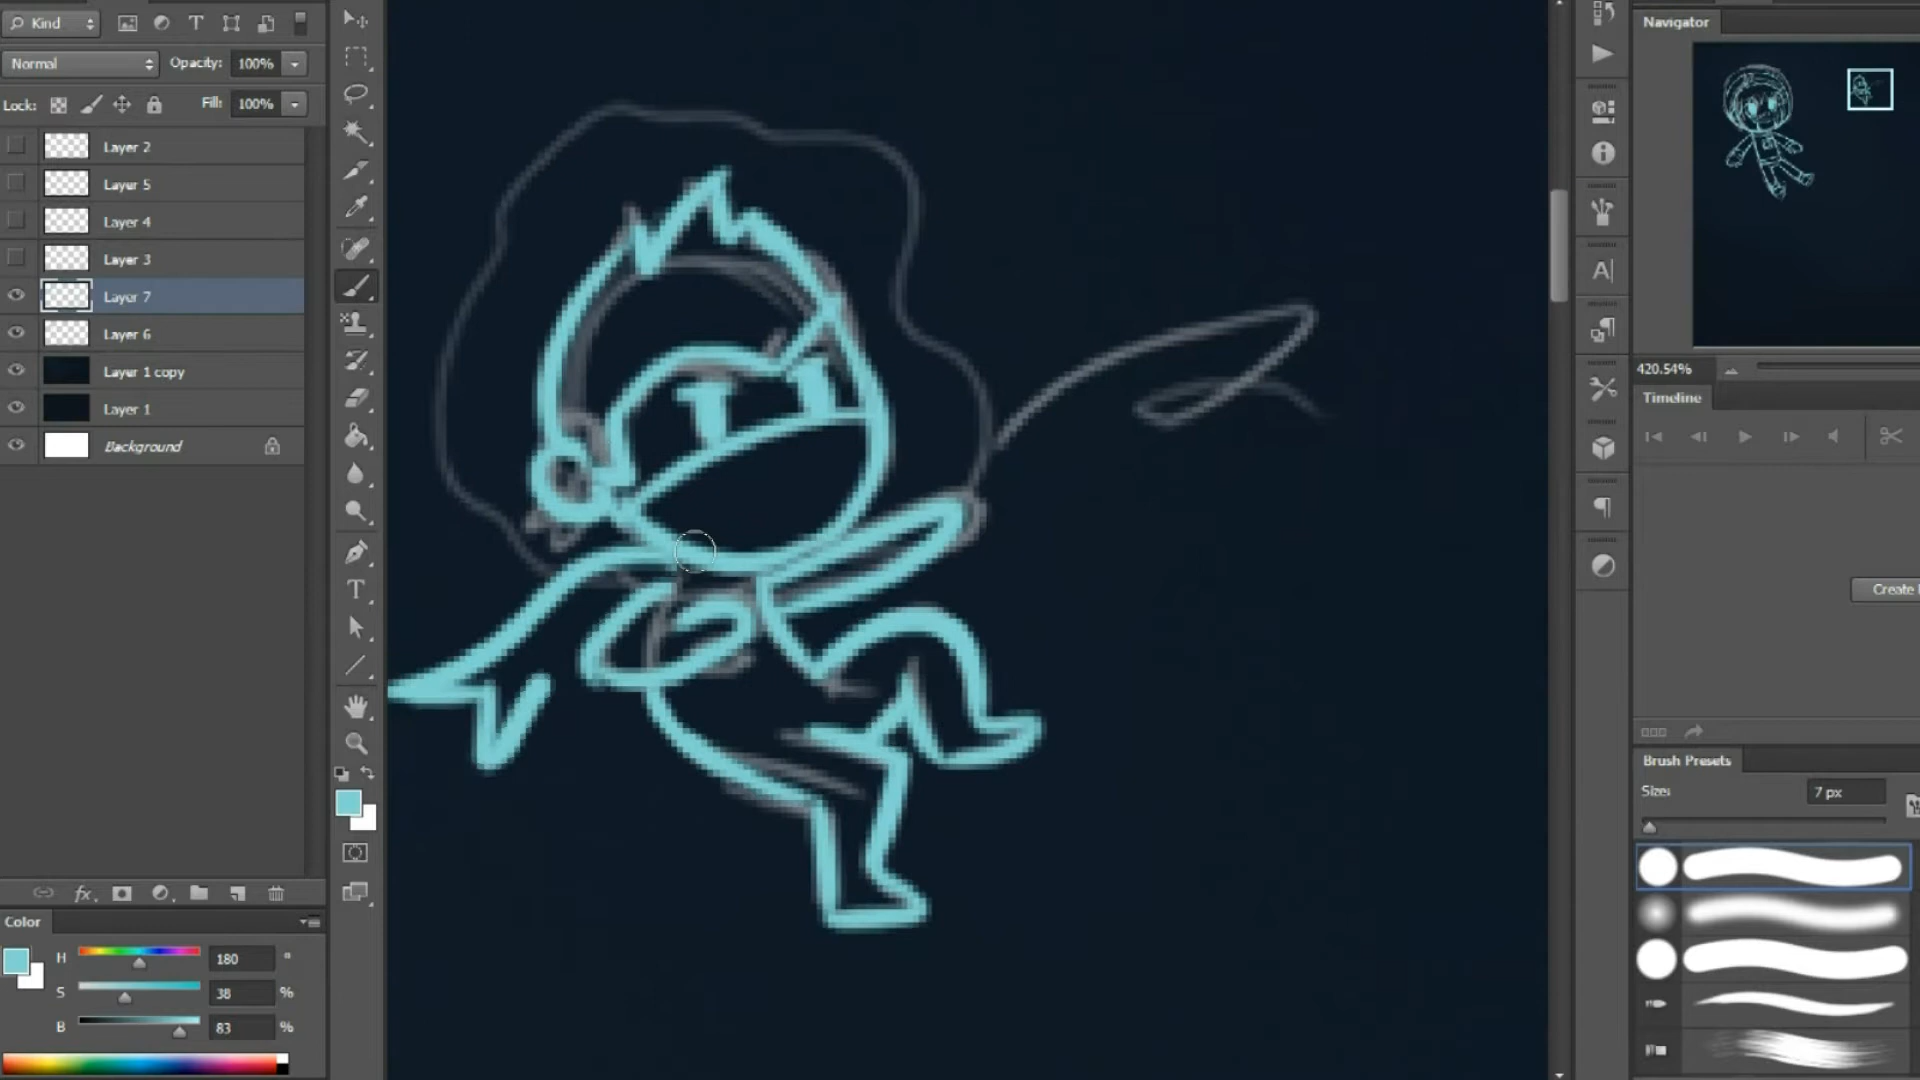 Kind
Normal
Opacity:
100%
Lock:
Fill:
100%
Layer 2
Layer 5
Layer 4
Layer 3
Layer 7
Layer 6
Layer 1 copy
Layer 1
Background
fx
Color
H
180
°
S
38
%
B
83
%
T
T
A
Navigator
420.54%
Timeline
Create
Brush Presets
Size:
7 px